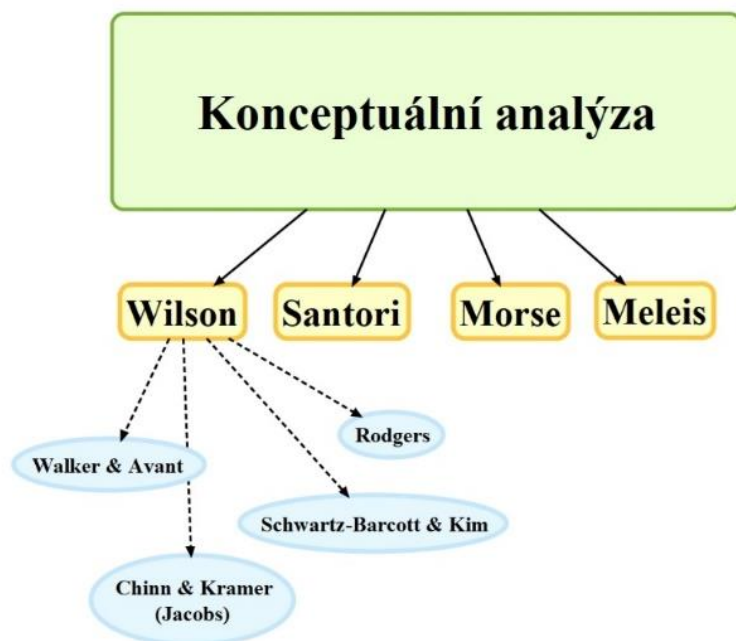 Konceptuální analýza
Wilson
Santori
Morse
Meleis
Rodgers
Walker & Avant
Schwartz-Barcott & Kim
Chinn & Kramer
(Jacobs)